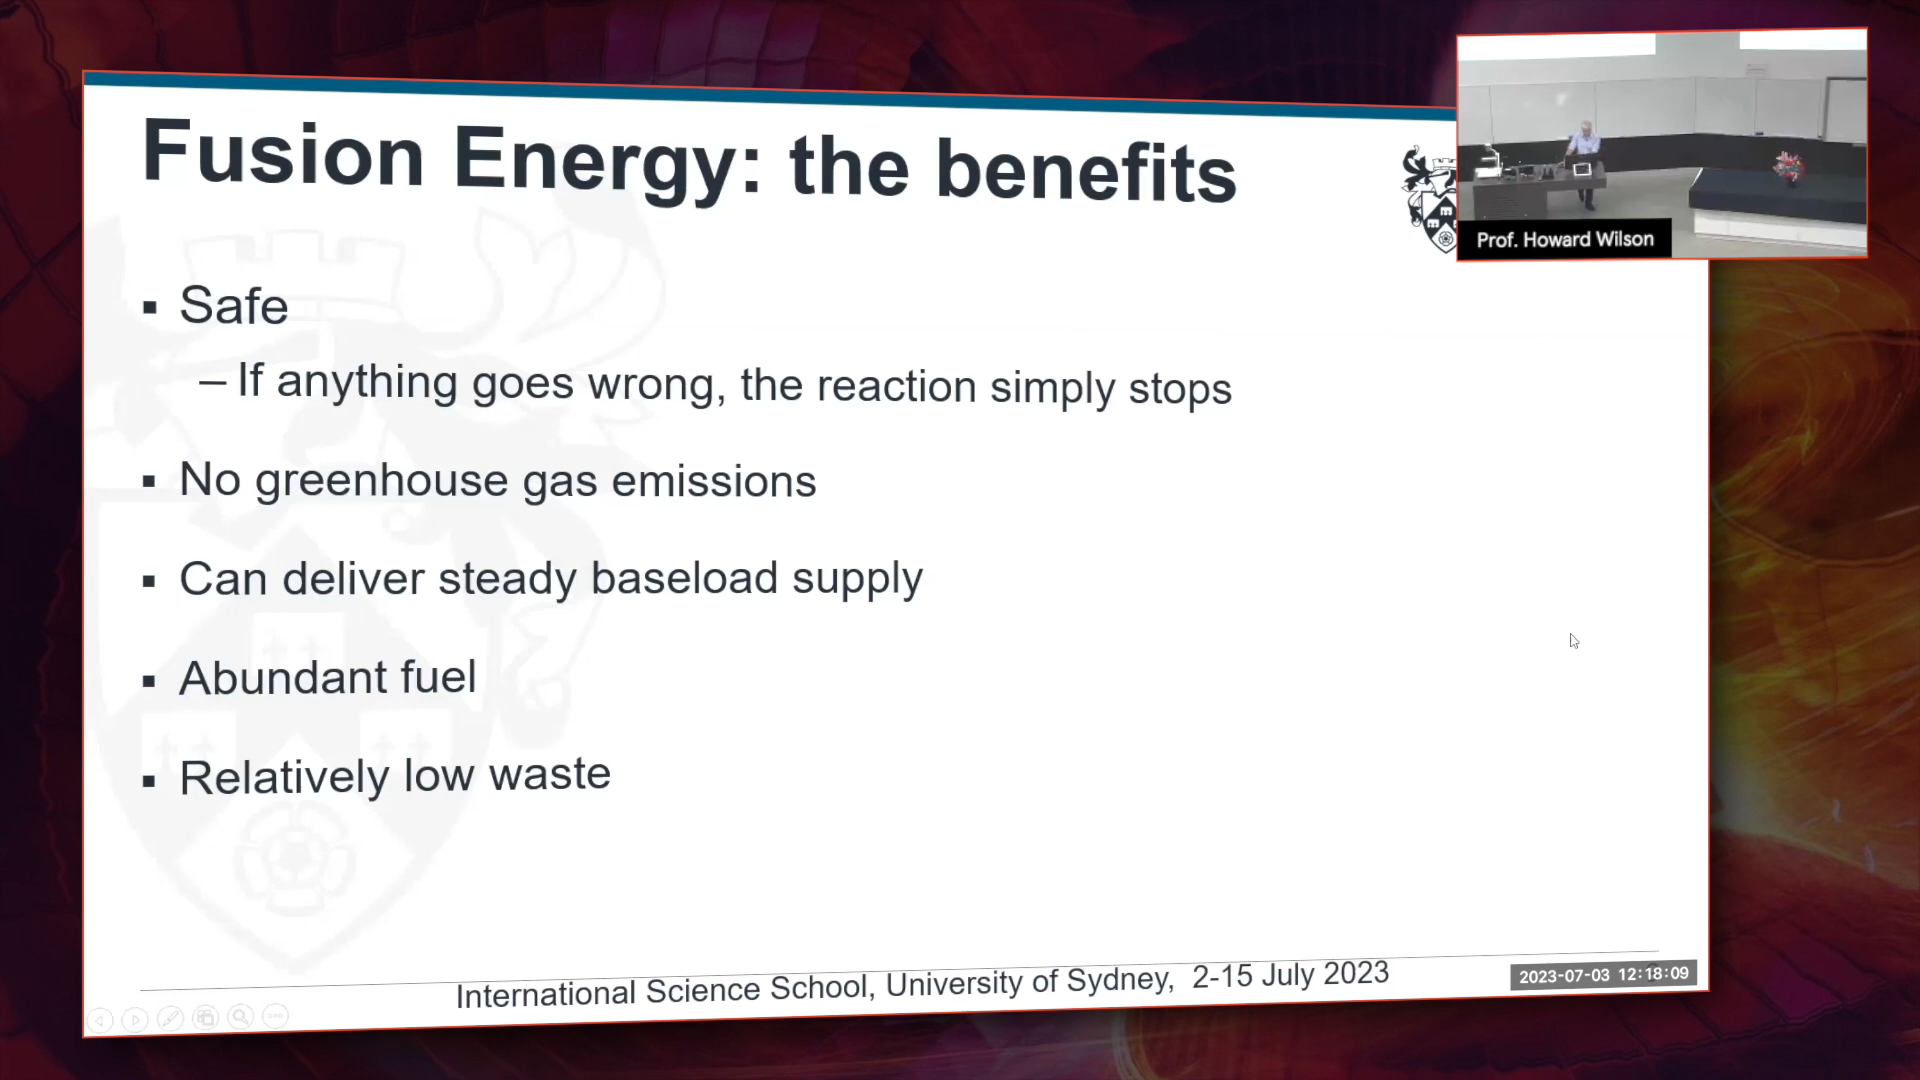 Fusion Energy: the benefits
Prof. Howard Wilson
▪ Safe
– If anything goes wrong, the reaction simply stops
▪ No greenhouse gas emissions
▪ Can deliver steady baseload supply
▪ Abundant fuel
▪ Relatively low waste
International Science School, University of Sydney, 2-15 July 2023
2023-07-03 12:18:09